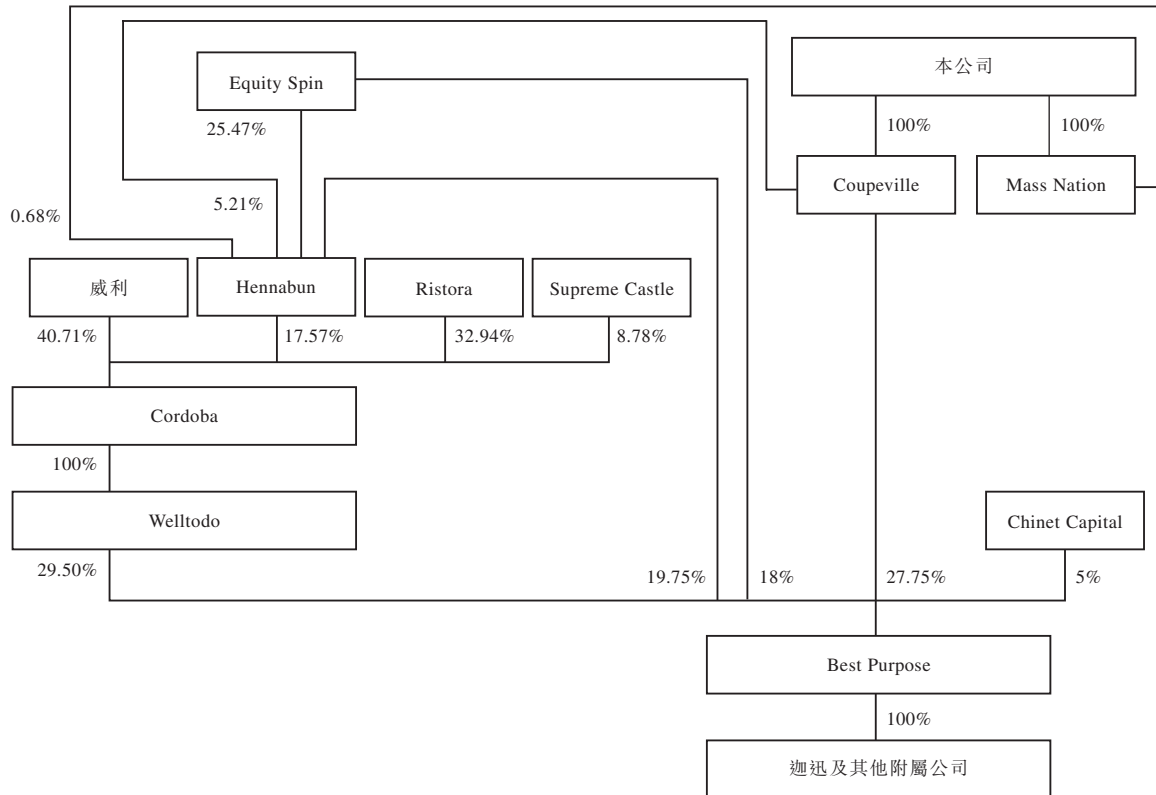 本公司
Equity Spin
25.47%
100%
100%
Coupeville
Mass Nation
5.21%
0.68%
威利
Hennabun
Ristora
Supreme Castle
40.71%
17.57%
32.94%
8.78%
Cordoba
100%
Welltodo
Chinet Capital
29.50%
19.75%
18%
27.75%
5%
Best Purpose
100%
迦迅及其他附屬公司